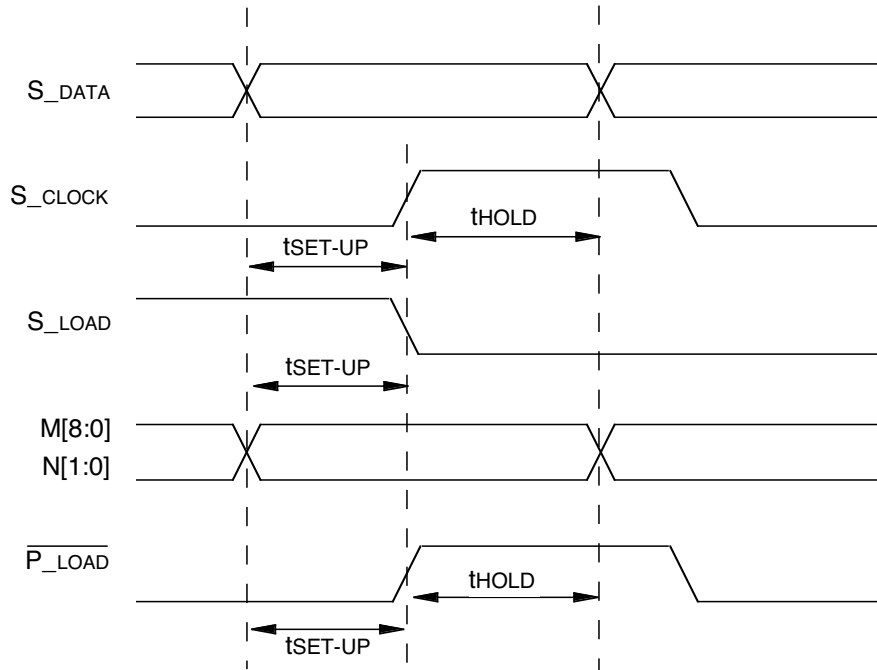 S_DATA
S_CLOCK
tHOLD
tSET-UP
S_LOAD
tSET-UP
M[8:0]
N[1:0]
P_LOAD
tHOLD
tSET-UP